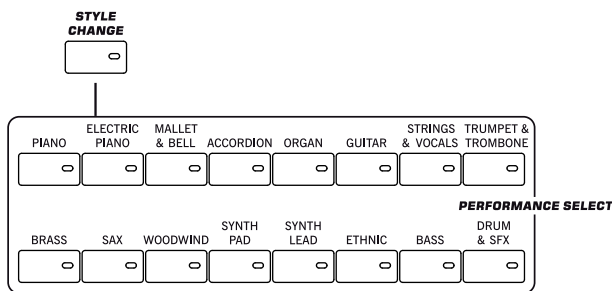 STYLE
CHANGE
PIANO
ELECTRIC
PIANO
MALLET
& BELL
ACCORDION
ORGAN
GUITAR
STRINGS
& VOCALS
TRUMPET &
TROMBONE
PERFORMANCE SELECT
BRASS
SAX
WOODWIND
SYNTH
PAD
SYNTH
LEAD
ETHNIC
BASS
DRUM
& SFX